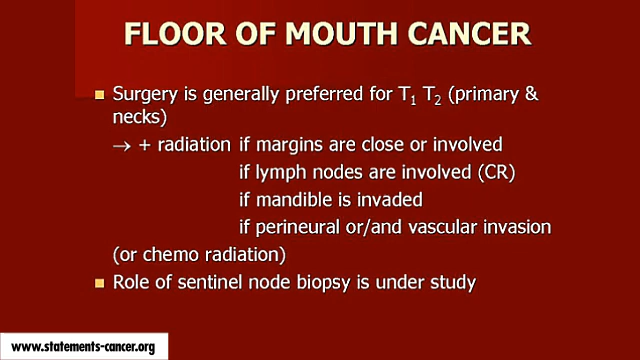 FLOOR OF MOUTH CANCER
■ Surgery is generally preferred for T₁ T₂ (primary &
necks)
→ + radiation if margins are close or involved
if lymph nodes are involved (CR)
if mandible is invaded
if perineural or/and vascular invasion
(or chemo radiation)
■ Role of sentinel node biopsy is under study
www.statements-cancer.org